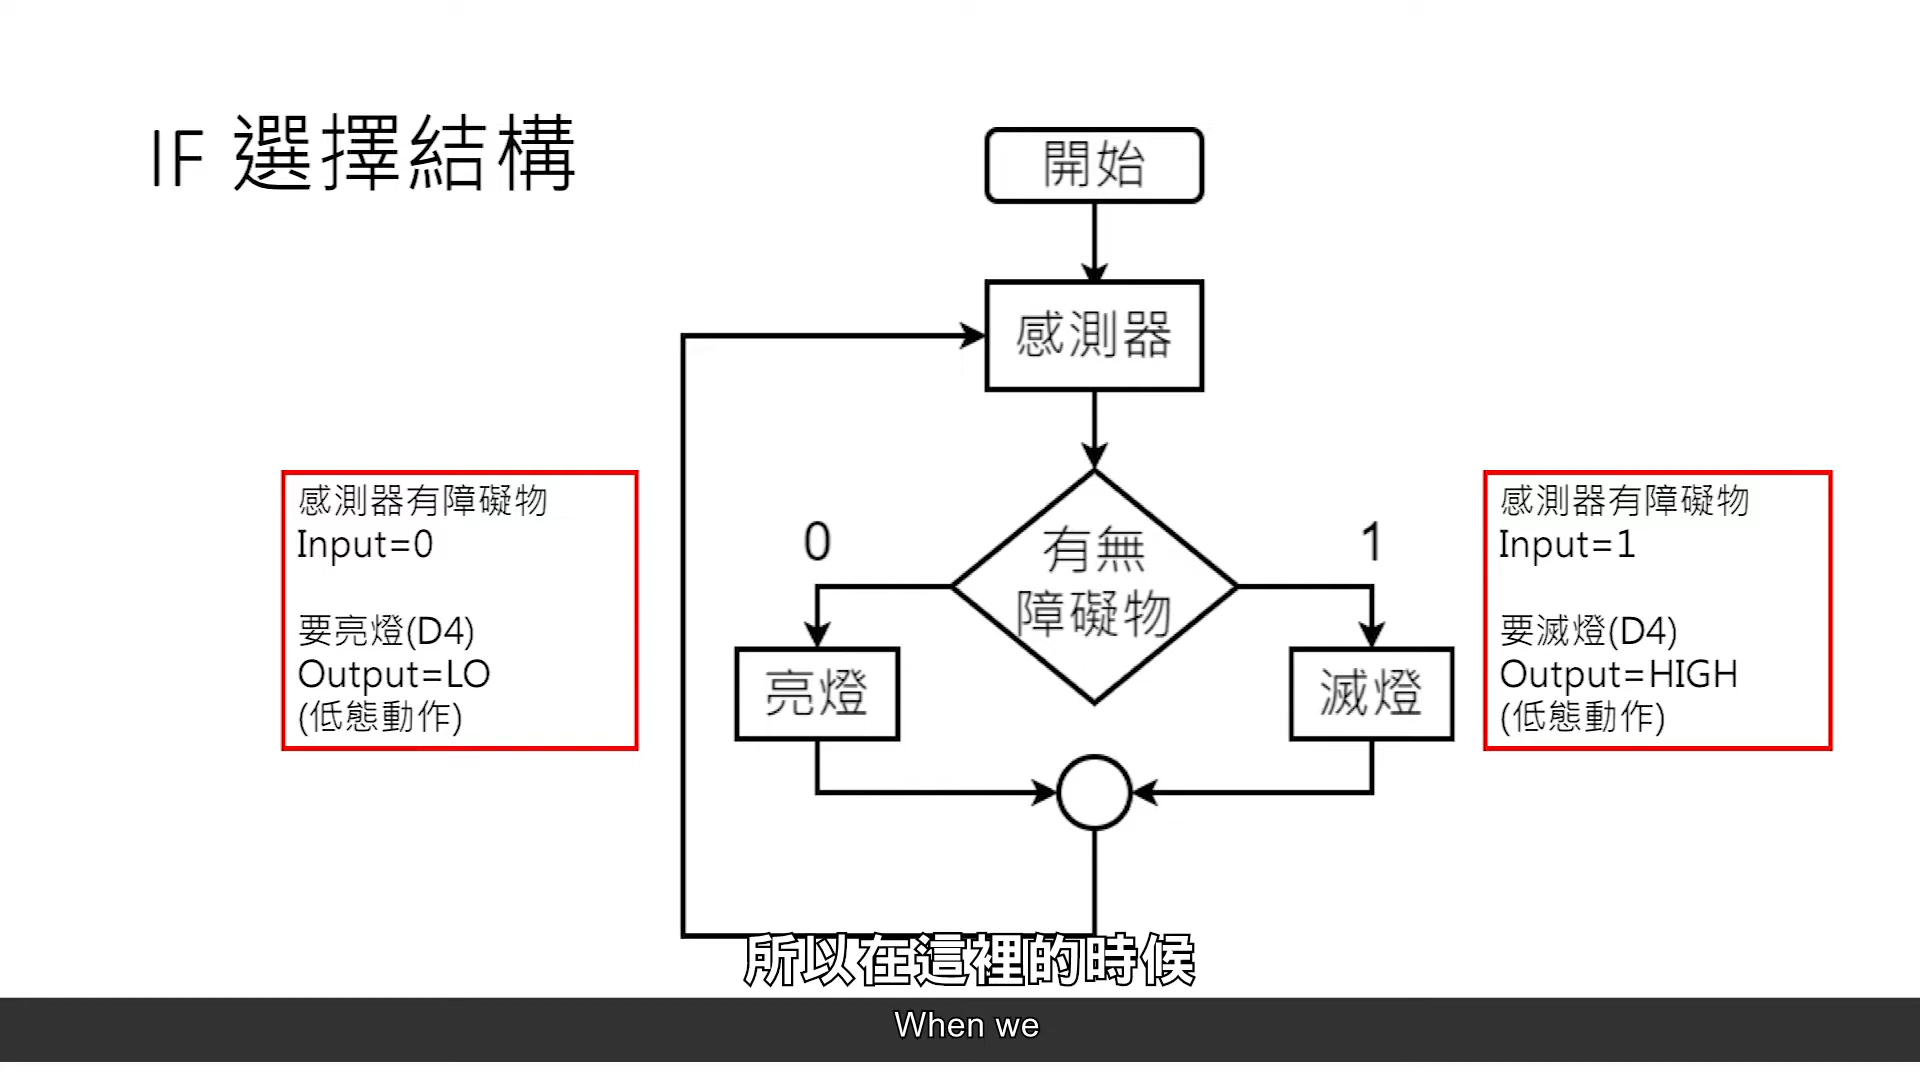 IF 選擇結構
開始
感測器
感測器有障礙物
Input=0
要亮燈(D4)
Output=LO
(低態動作)
0
有無
障礙物
1
亮燈
滅燈
感測器有障礙物
Input=1
要滅燈(D4)
Output=HIGH
(低態動作)
所以在這裡的時候
When we